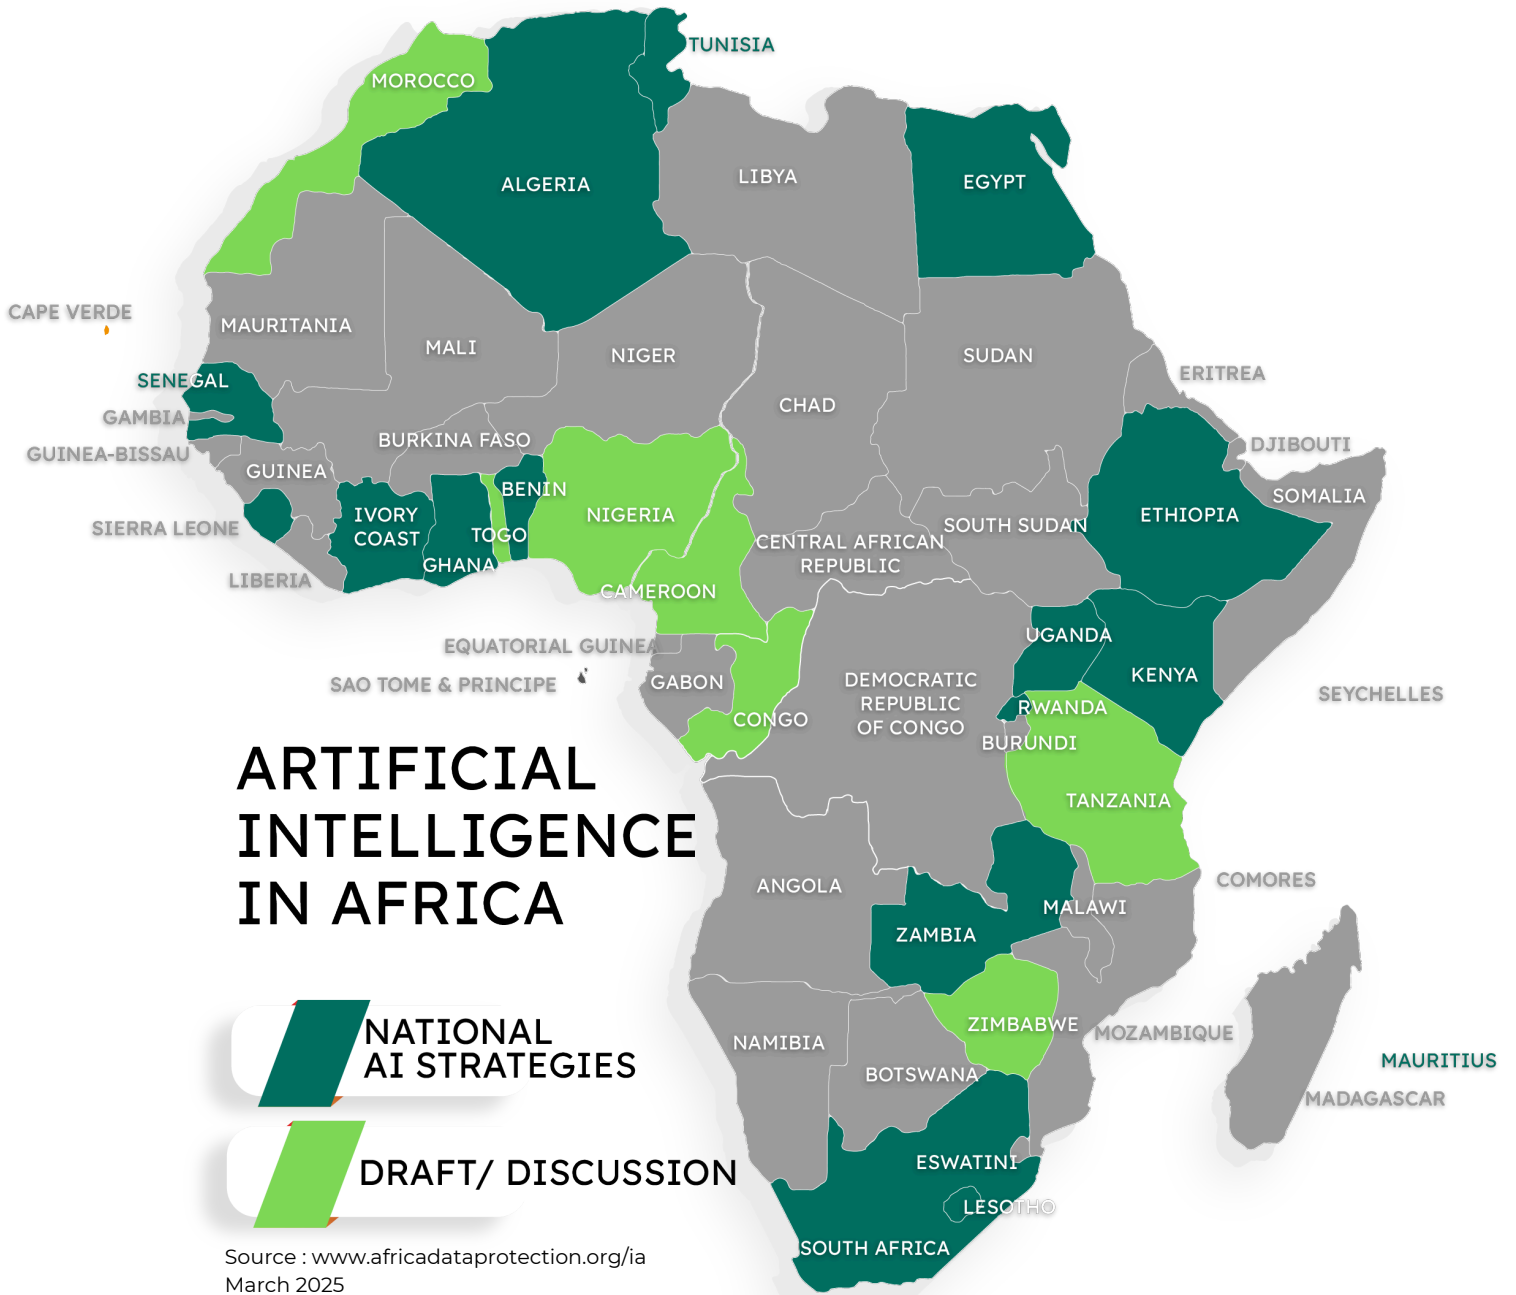 TUNISIA
MOROCCO
ALGERIA
LIBYA
EGYPT
CAPE VERDE
MAURITANIA
MALI
NIGER
SUDAN
ERITREA
SENEGAL
CHAD
GAMBIA
BURKINA FASO
DJIBOUTI
GUINEA-BISSAU
GUINEA
BENIN
SOMALIA
IVORY
COAST
NIGERIA
ETHIOPIA
SIERRA LEONE
TOGO
SOUTH SUDAN
CENTRAL AFRICAN
REPUBLIC
GHANA
LIBERIA
CAMEROON
UGANDA
EQUATORIAL GUINEA
KENYA
SAO TOME & PRINCIPE
GABON
DEMOCRATIC
REPUBLIC
OF CONGO
SEYCHELLES
RWANDA
CONGO
BURUNDI
ARTIFICIAL
INTELLIGENCE
IN AFRICA
TANZANIA
COMORES
ANGOLA
MALAWI
ZAMBIA
ZIMBABWE
MOZAMBIQUE
NAMIBIA
MAURITIUS
BOTSWANA
MADAGASCAR
NATIONAL
AI STRATEGIES
ESWATINI
DRAFT/ DISCUSSION
LESOTHO
SOUTH AFRICA
Source : www.africadataprotection.org/ia
March 2025